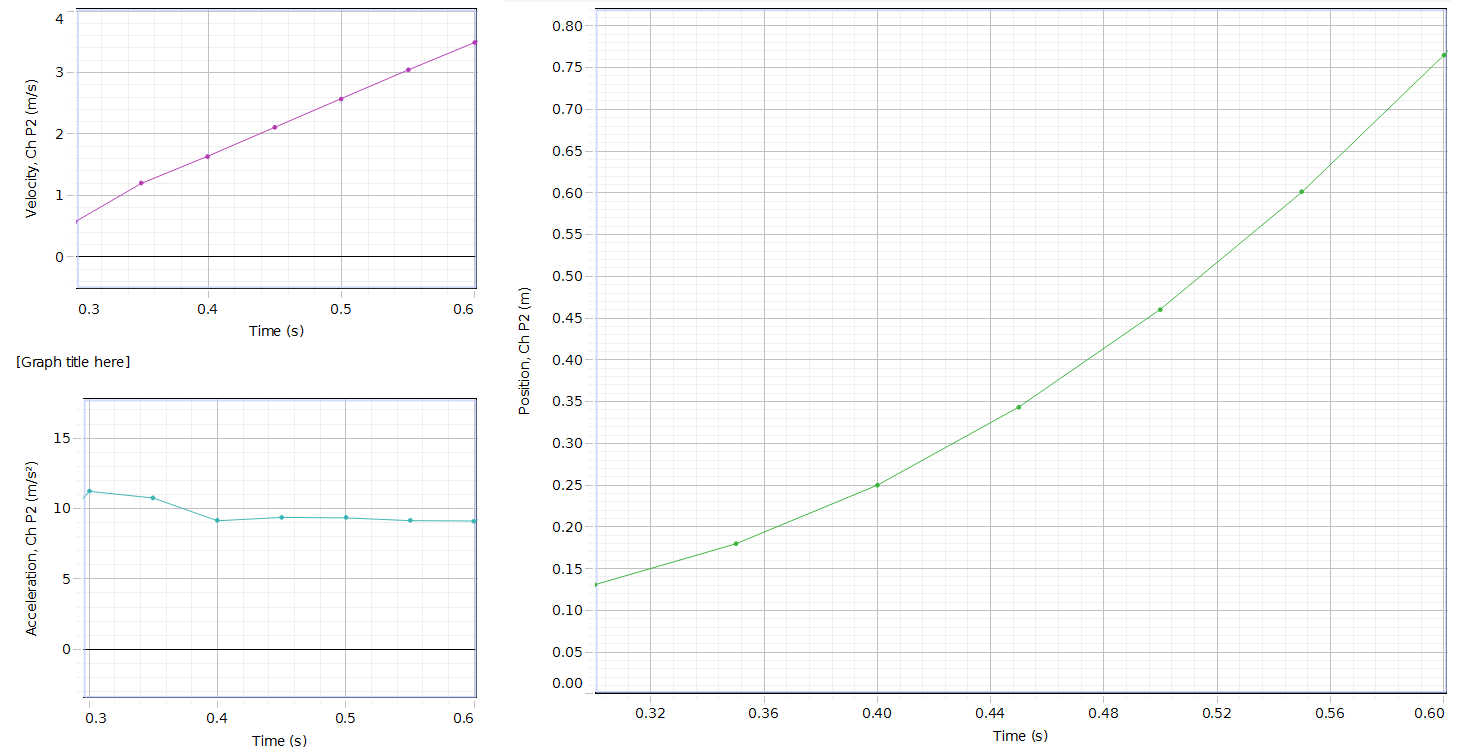 4
3
2
1
0
Velocity, Ch P2 (m/s)
0.3 0.4 0.5 0.6
Time (s)
[Graph title here]
15
10
5
0
Acceleration, Ch P2 (m/s²)
0.3 0.4 0.5 0.6
Time (s)
0.80
0.75
0.70
0.65
0.60
0.55
0.50
0.45
0.40
0.35
0.30
0.25
0.20
0.15
0.10
0.05
0.00
Position, Ch P2 (m)
0.32 0.36 0.40 0.44 0.48 0.52 0.56 0.60
Time (s)